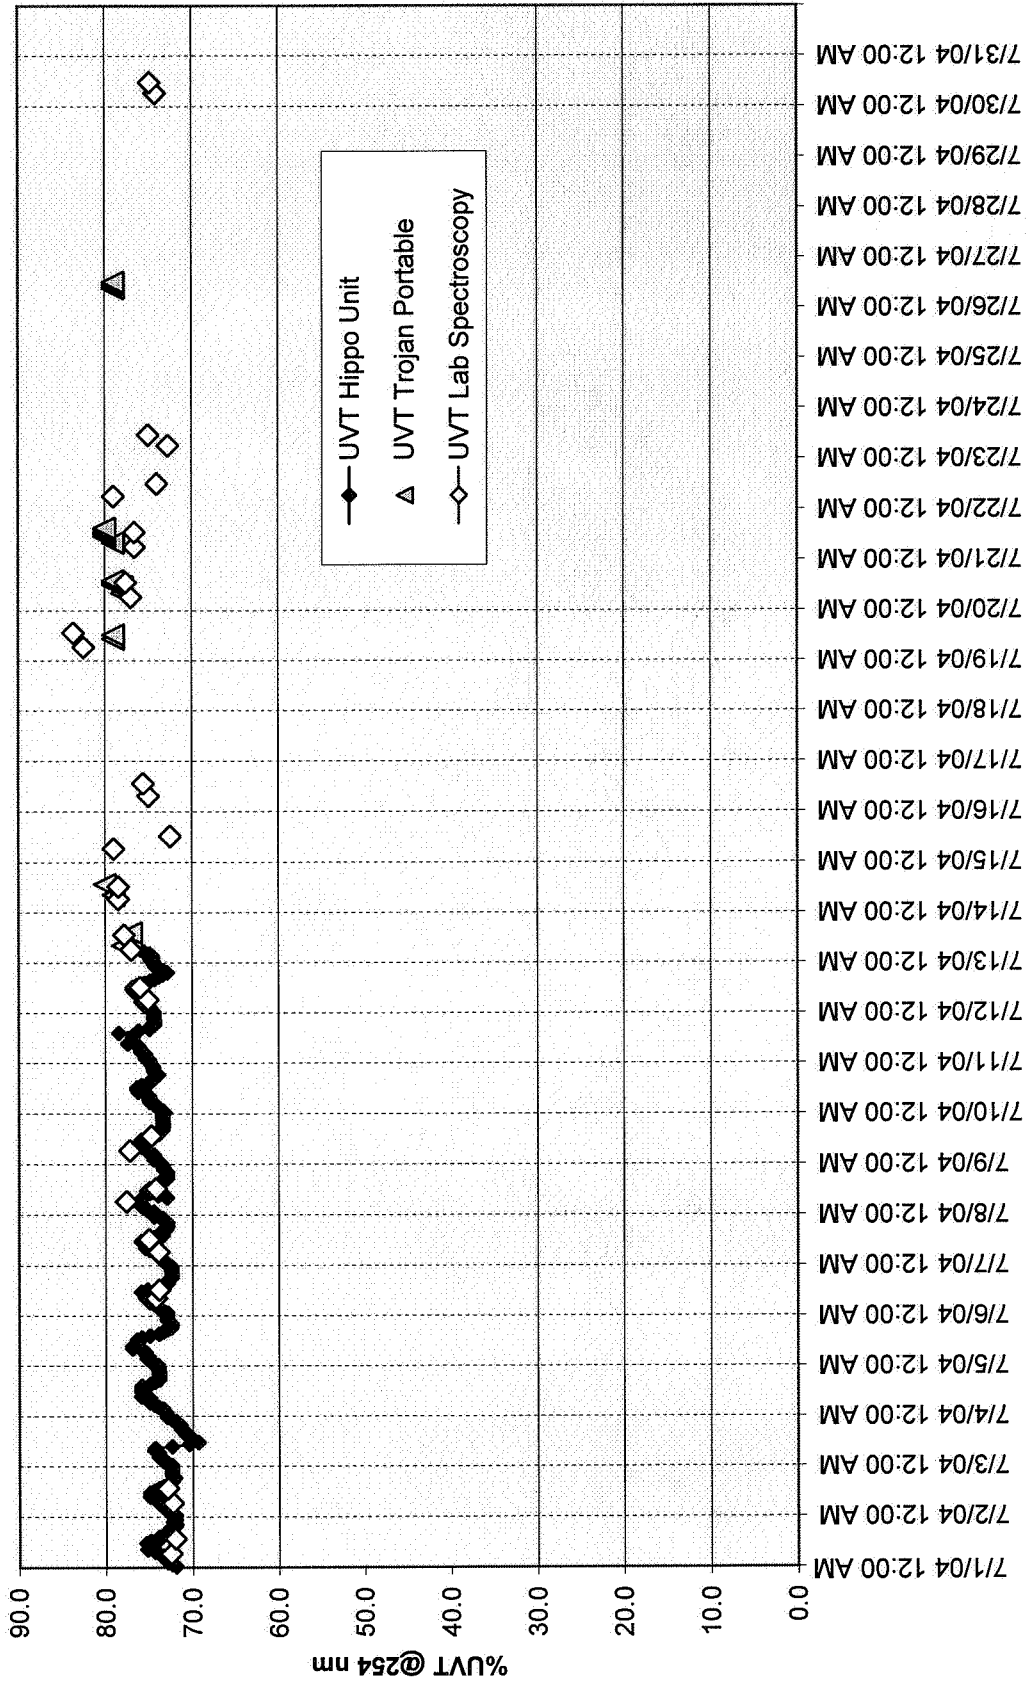 %UVT @254 nm
90.0
80.0
70.0
60.0
50.0
40.0
30.0
20.0
10.0
0.0
UVT Hippo Unit
UVT Trojan Portable
UVT Lab Spectroscopy
7/1/04 12:00 AM
7/2/04 12:00 AM
7/3/04 12:00 AM
7/4/04 12:00 AM
7/5/04 12:00 AM
7/6/04 12:00 AM
7/7/04 12:00 AM
7/8/04 12:00 AM
7/9/04 12:00 AM
7/10/04 12:00 AM
7/11/04 12:00 AM
7/12/04 12:00 AM
7/13/04 12:00 AM
7/14/04 12:00 AM
7/15/04 12:00 AM
7/16/04 12:00 AM
7/17/04 12:00 AM
7/18/04 12:00 AM
7/19/04 12:00 AM
7/20/04 12:00 AM
7/21/04 12:00 AM
7/22/04 12:00 AM
7/23/04 12:00 AM
7/24/04 12:00 AM
7/25/04 12:00 AM
7/26/04 12:00 AM
7/27/04 12:00 AM
7/28/04 12:00 AM
7/29/04 12:00 AM
7/30/04 12:00 AM
7/31/04 12:00 AM